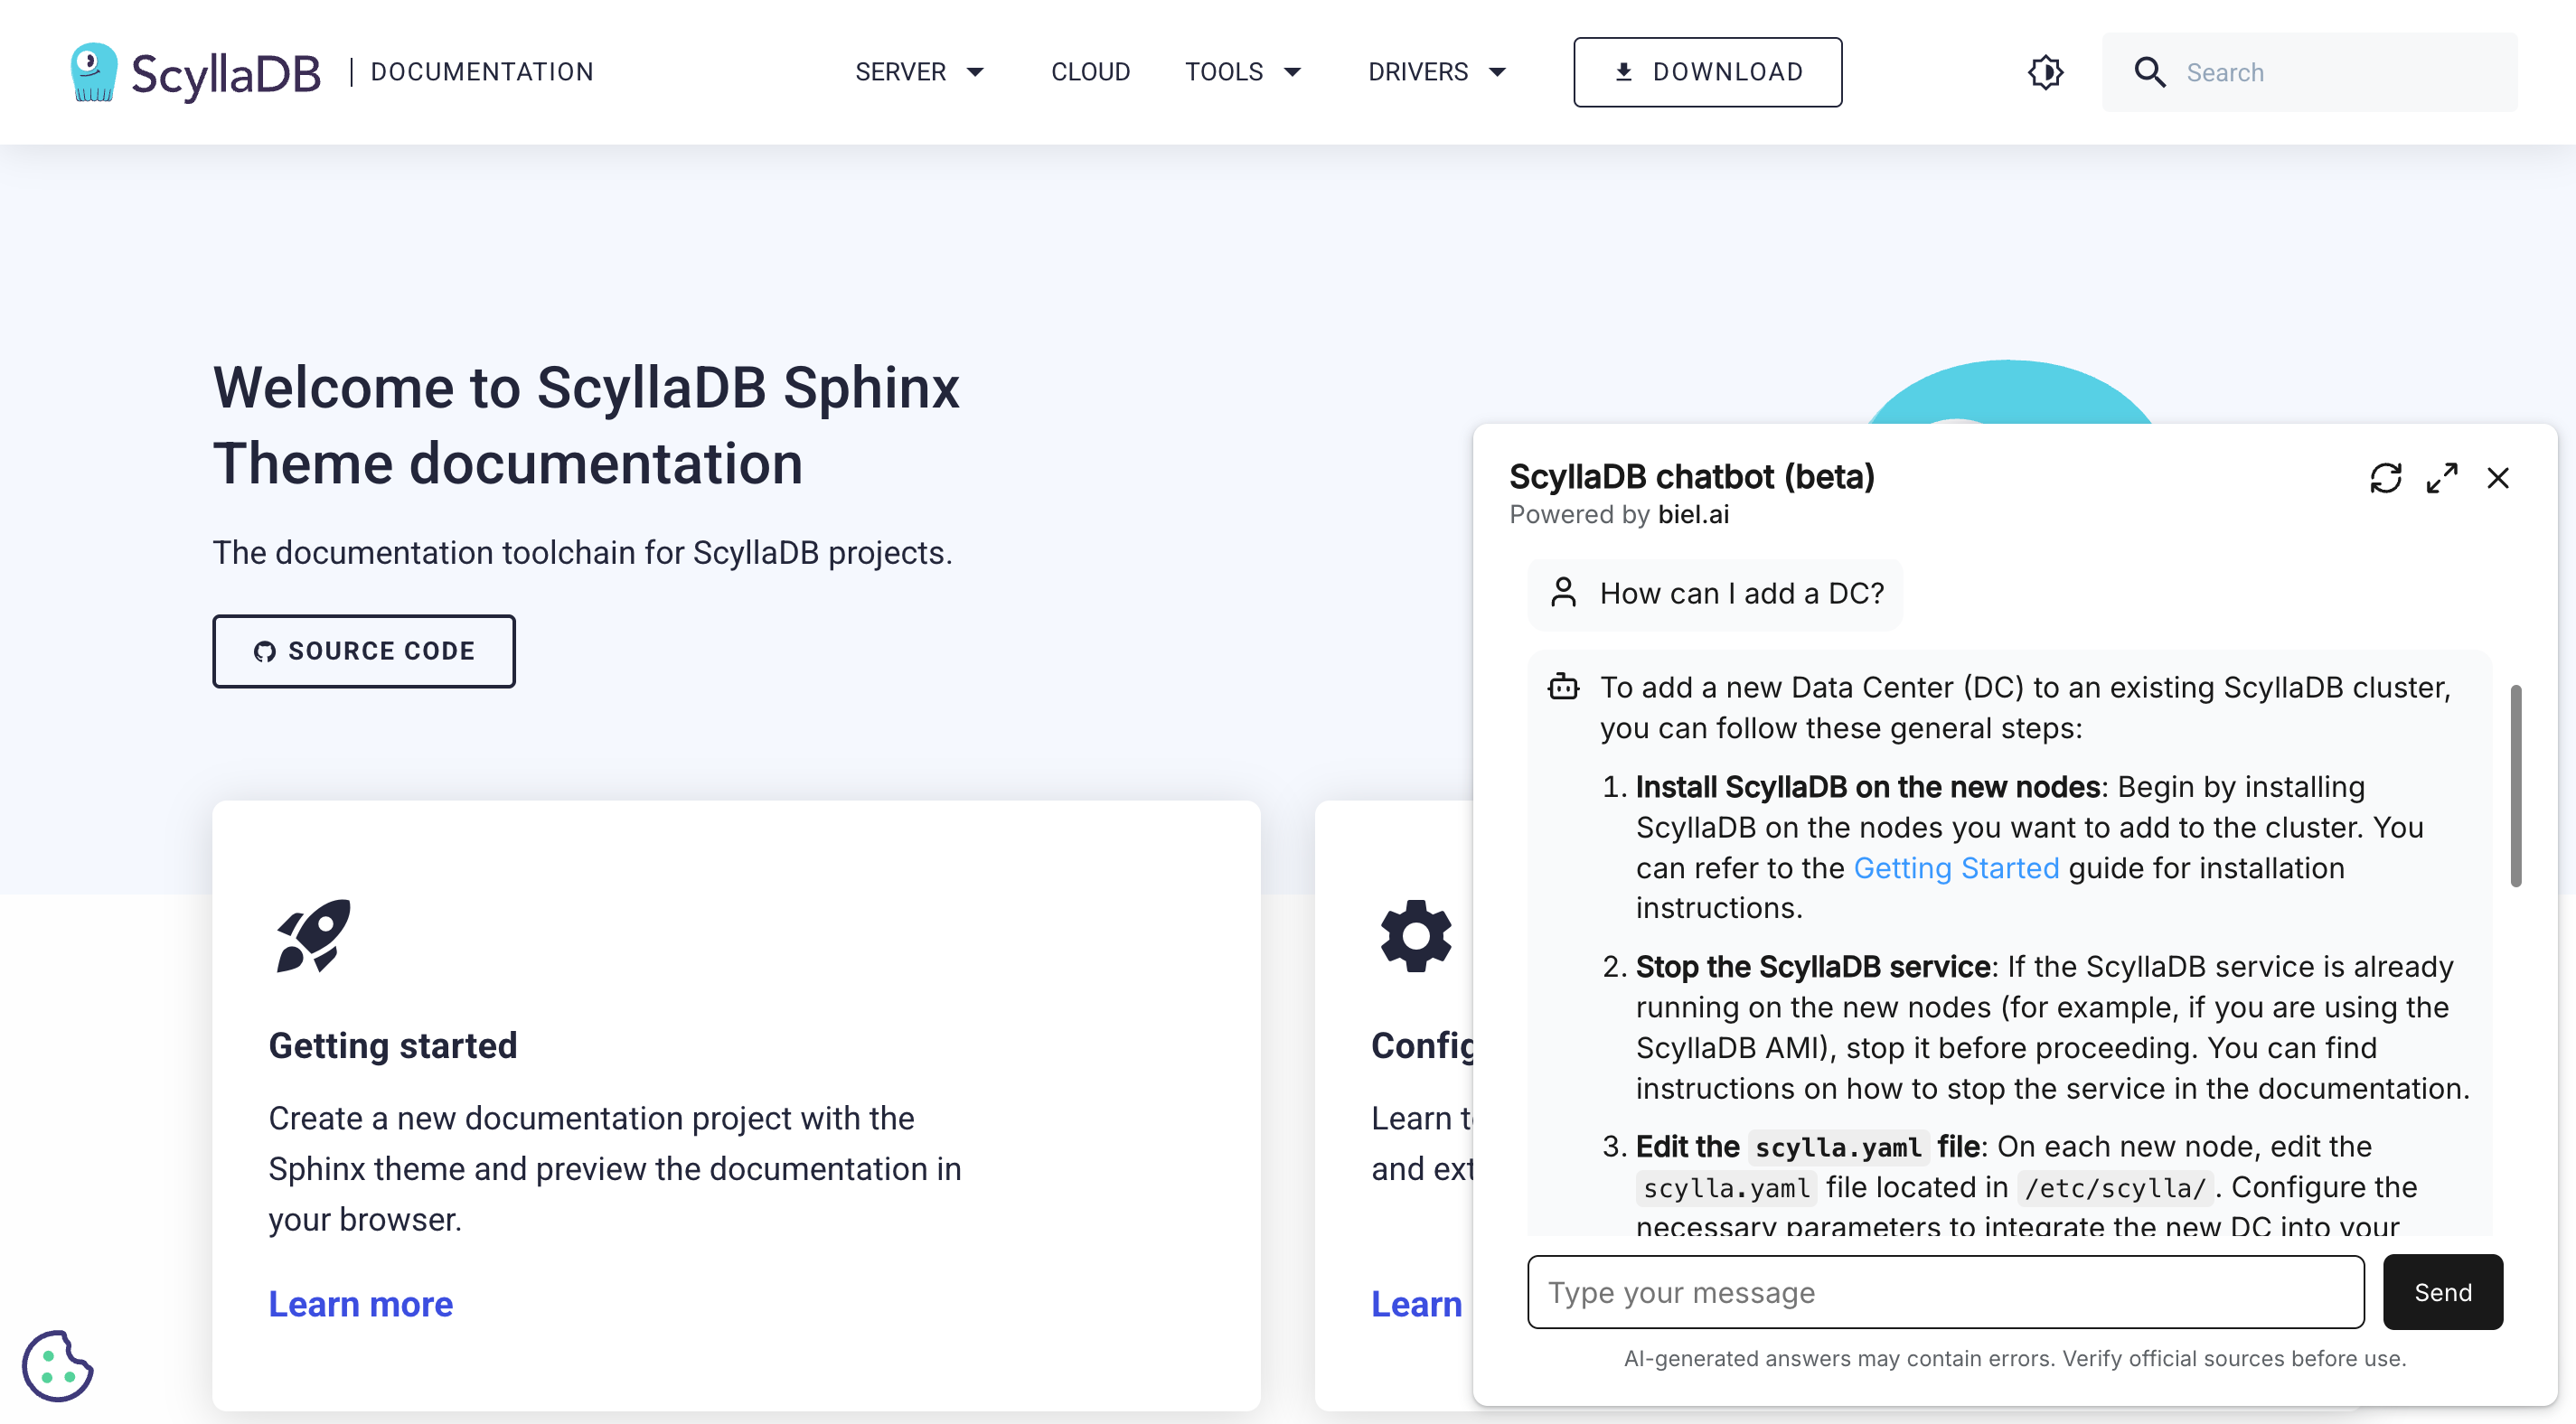 ScyllaDB | DOCUMENTATION
SERVER
CLOUD
TOOLS
DRIVERS
DOWNLOAD
Search
Welcome to ScyllaDB Sphinx
Theme documentation
The documentation toolchain for ScyllaDB projects.
SOURCE CODE
Getting started
Create a new documentation project with the
Sphinx theme and preview the documentation in
your browser.
Learn more
Config
Learn t
and ext
Learn
ScyllaDB chatbot (beta)
Powered by biel.ai
How can I add a DC?
To add a new Data Center (DC) to an existing ScyllaDB cluster,
you can follow these general steps:
1. Install ScyllaDB on the new nodes: Begin by installing
ScyllaDB on the nodes you want to add to the cluster. You
can refer to the Getting Started guide for installation
instructions.
2. Stop the ScyllaDB service: If the ScyllaDB service is already
running on the new nodes (for example, if you are using the
ScyllaDB AMI), stop it before proceeding. You can find
instructions on how to stop the service in the documentation.
3. Edit the scylla.yaml file: On each new node, edit the
scylla.yaml file located in /etc/scylla/. Configure the
necessary parameters to integrate the new DC into your
Type your message
Send
AI-generated answers may contain errors. Verify official sources before use.